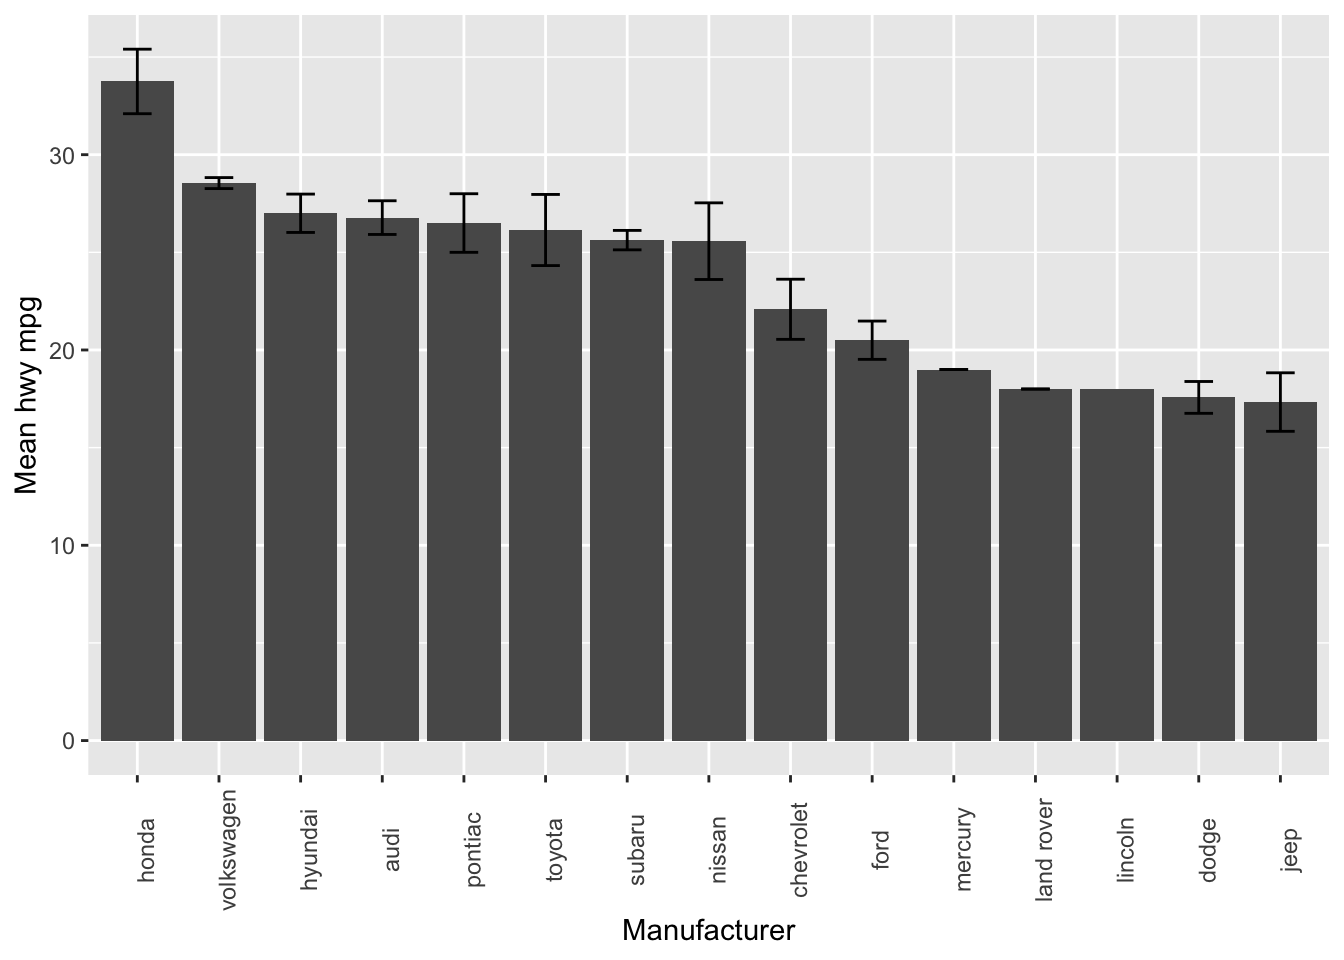 Mean hwy mpg
30
20
10
0
honda
volkswagen
hyundai
audi
pontiac
toyota
subaru
nissan
chevrolet
ford
mercury
land rover
lincoln
dodge
jeep
Manufacturer